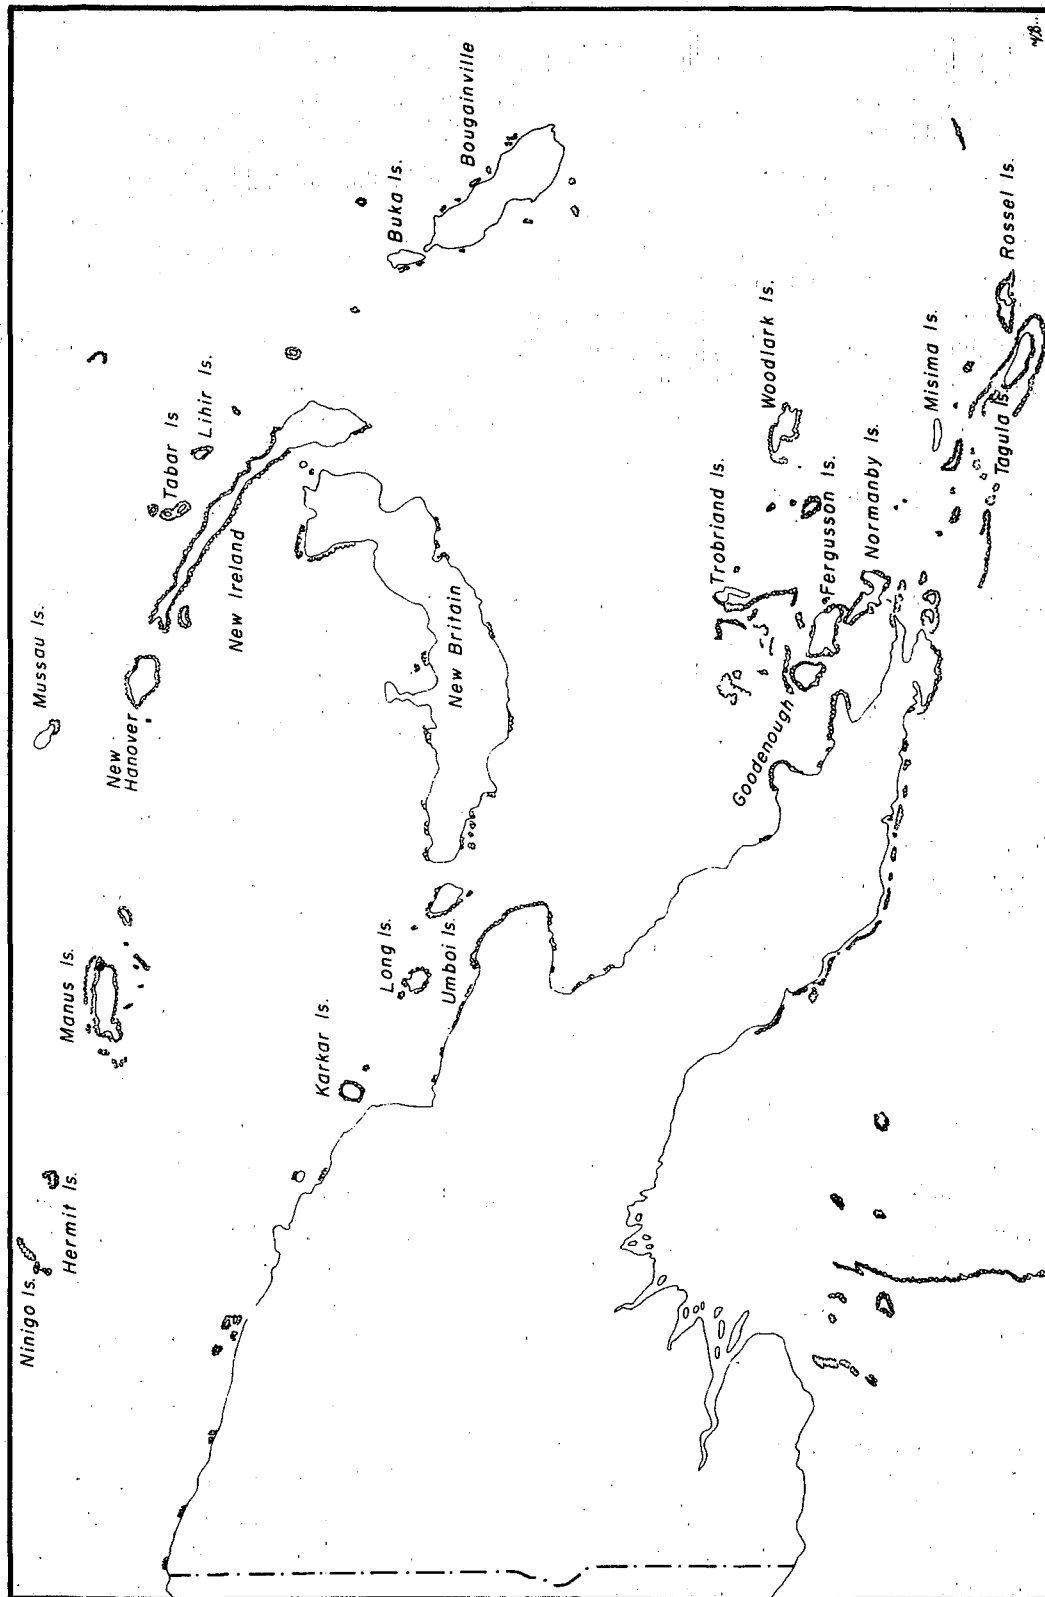 Ninigo Is.
Hermit Is.
Manus Is.
Mussau Is.
New
Hanover
Tabar Is
Lihir Is.
New Ireland
Buka Is.
Bougainville
Karkar Is.
Long Is.
Umboi Is.
New Britain
Trobriand Is.
Woodlark Is.
Goodenough
Fergusson Is.
Normanby Is.
Misima Is.
Tagula Is.
Rossel Is.